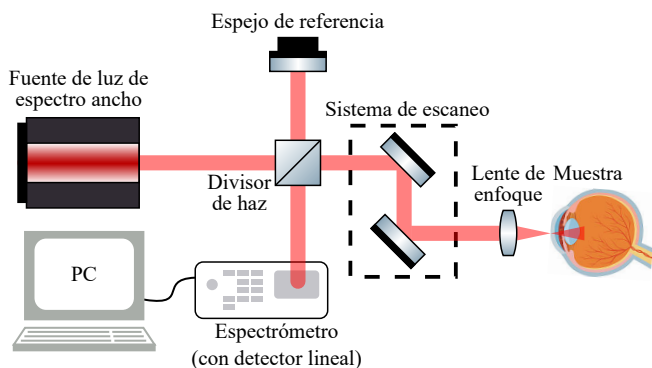 Espejo de referencia
Fuente de luz de
espectro ancho
Sistema de escaneo
Divisor
de haz
Lente de
enfoque
Muestra
PC
Espectrómetro
(con detector lineal)